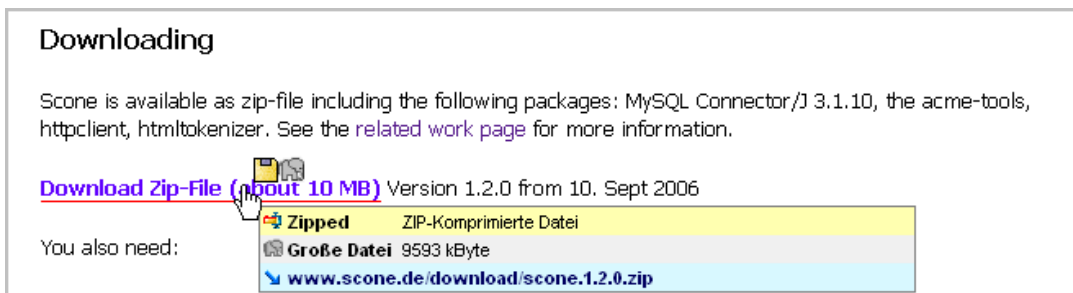 Downloading
Scone is available as zip-file including the following packages: MySQL Connector/J 3.1.10, the acme-tools,
httpclient, htmltokenizer. See the related work page for more information.
Download Zip-File (about 10 MB) Version 1.2.0 from 10. Sept 2006
Zipped ZIP-Komprimierte Datei
You also need:
Große Datei 9593 kByte
www.scone.de/download/scone.1.2.0.zip